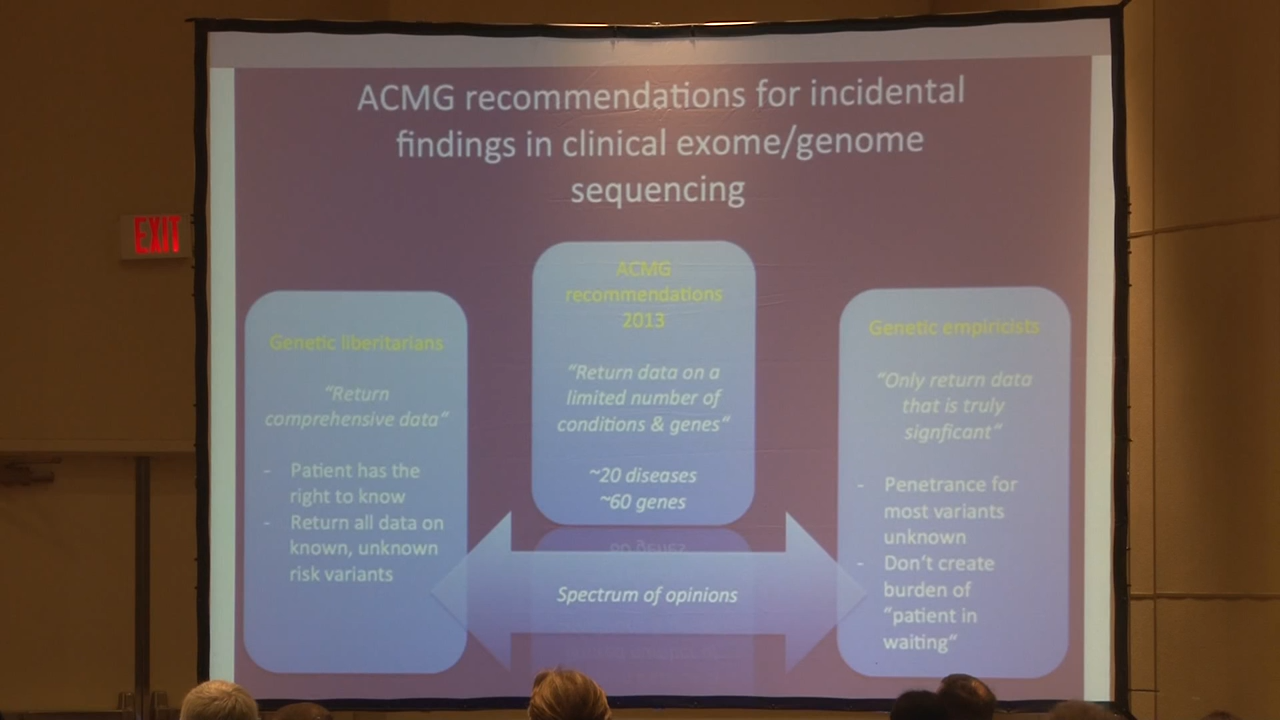 ACMG recommendations for incidental
findings in clinical exome/genome
sequencing
EXIT
Genetic liberitarians
"Return
comprehensive data"
- Patient has the
right to know
- Return all data on
known, unknown
risk variants
ACMG
recommendations
2013
"Return data on a
limited number of
conditions & genes"
~20 diseases
~60 genes
Spectrum of opinions
Genetic empiricists
"Only return data
that is truly
signficant"
- Penetrance for
most variants
unknown
- Don't create
burden of
"patient in
waiting"